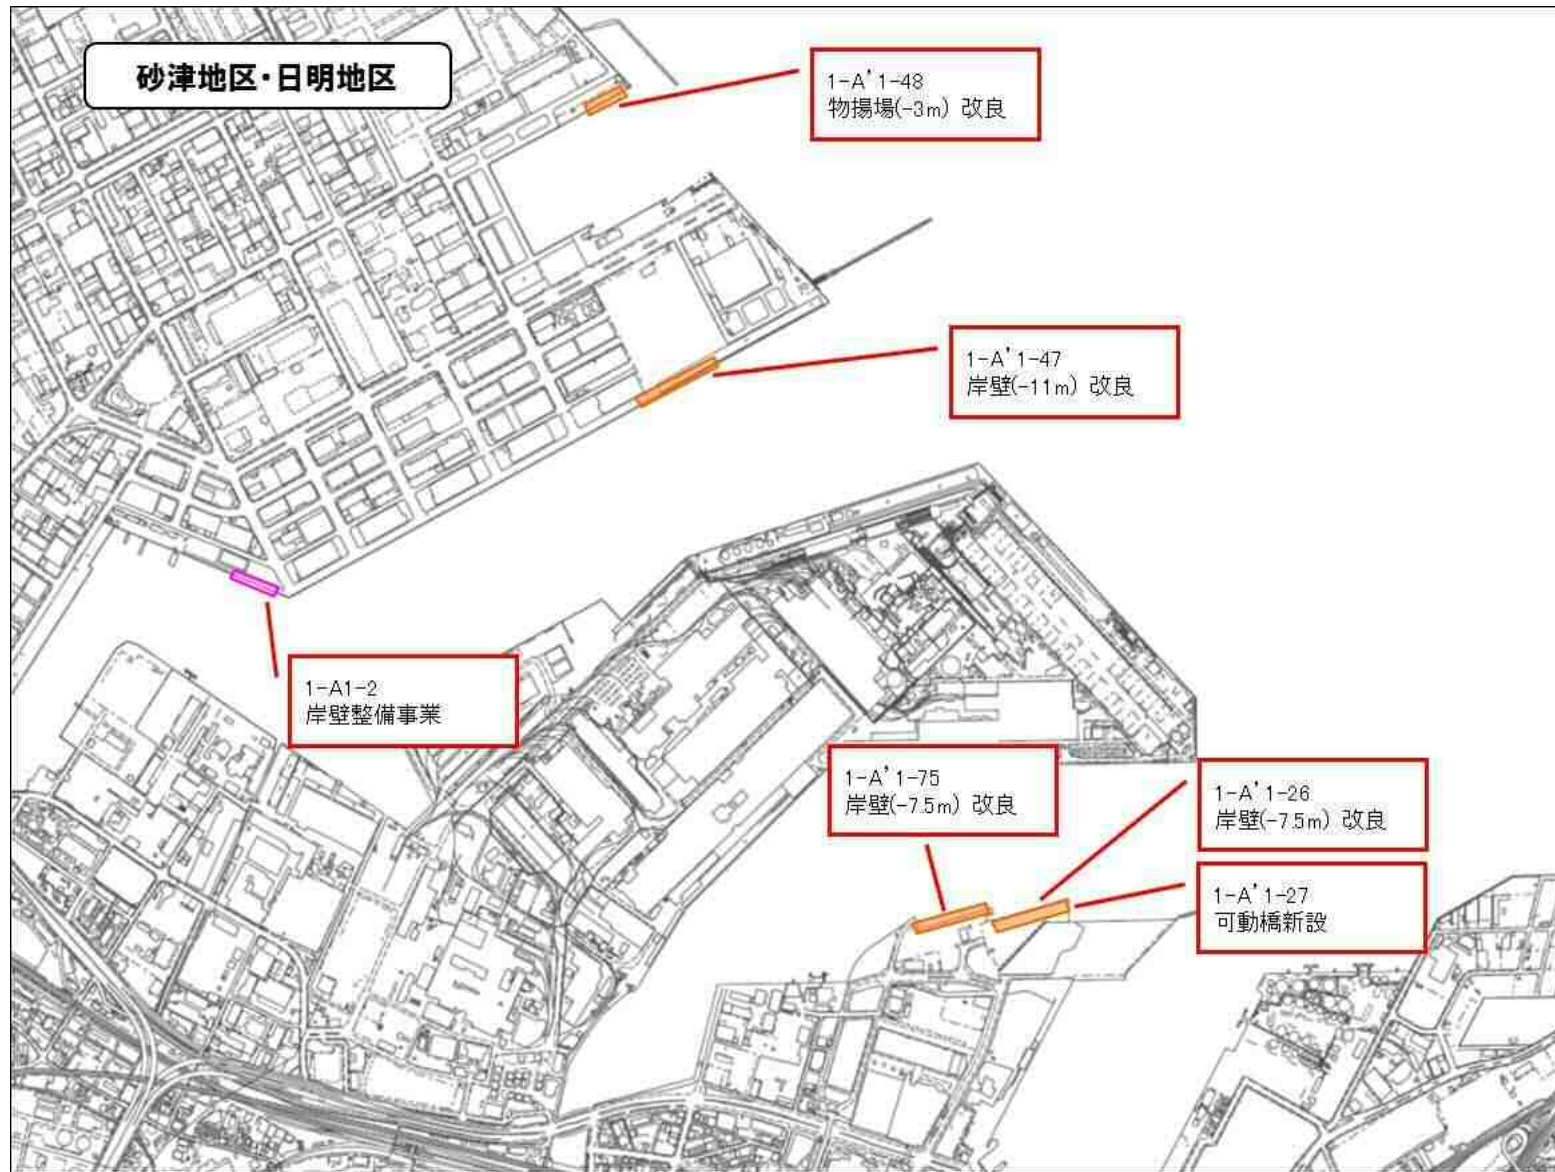 砂津地区・日明地区
1-A’1-48
物揚場(-3m) 改良
1-A’1-47
岸壁(-11m) 改良
1-A1-2
岸壁整備事業
1-A’1-75
岸壁(-7.5m) 改良
1-A’1-26
岸壁(-7.5m) 改良
1-A’1-27
可動橋新設